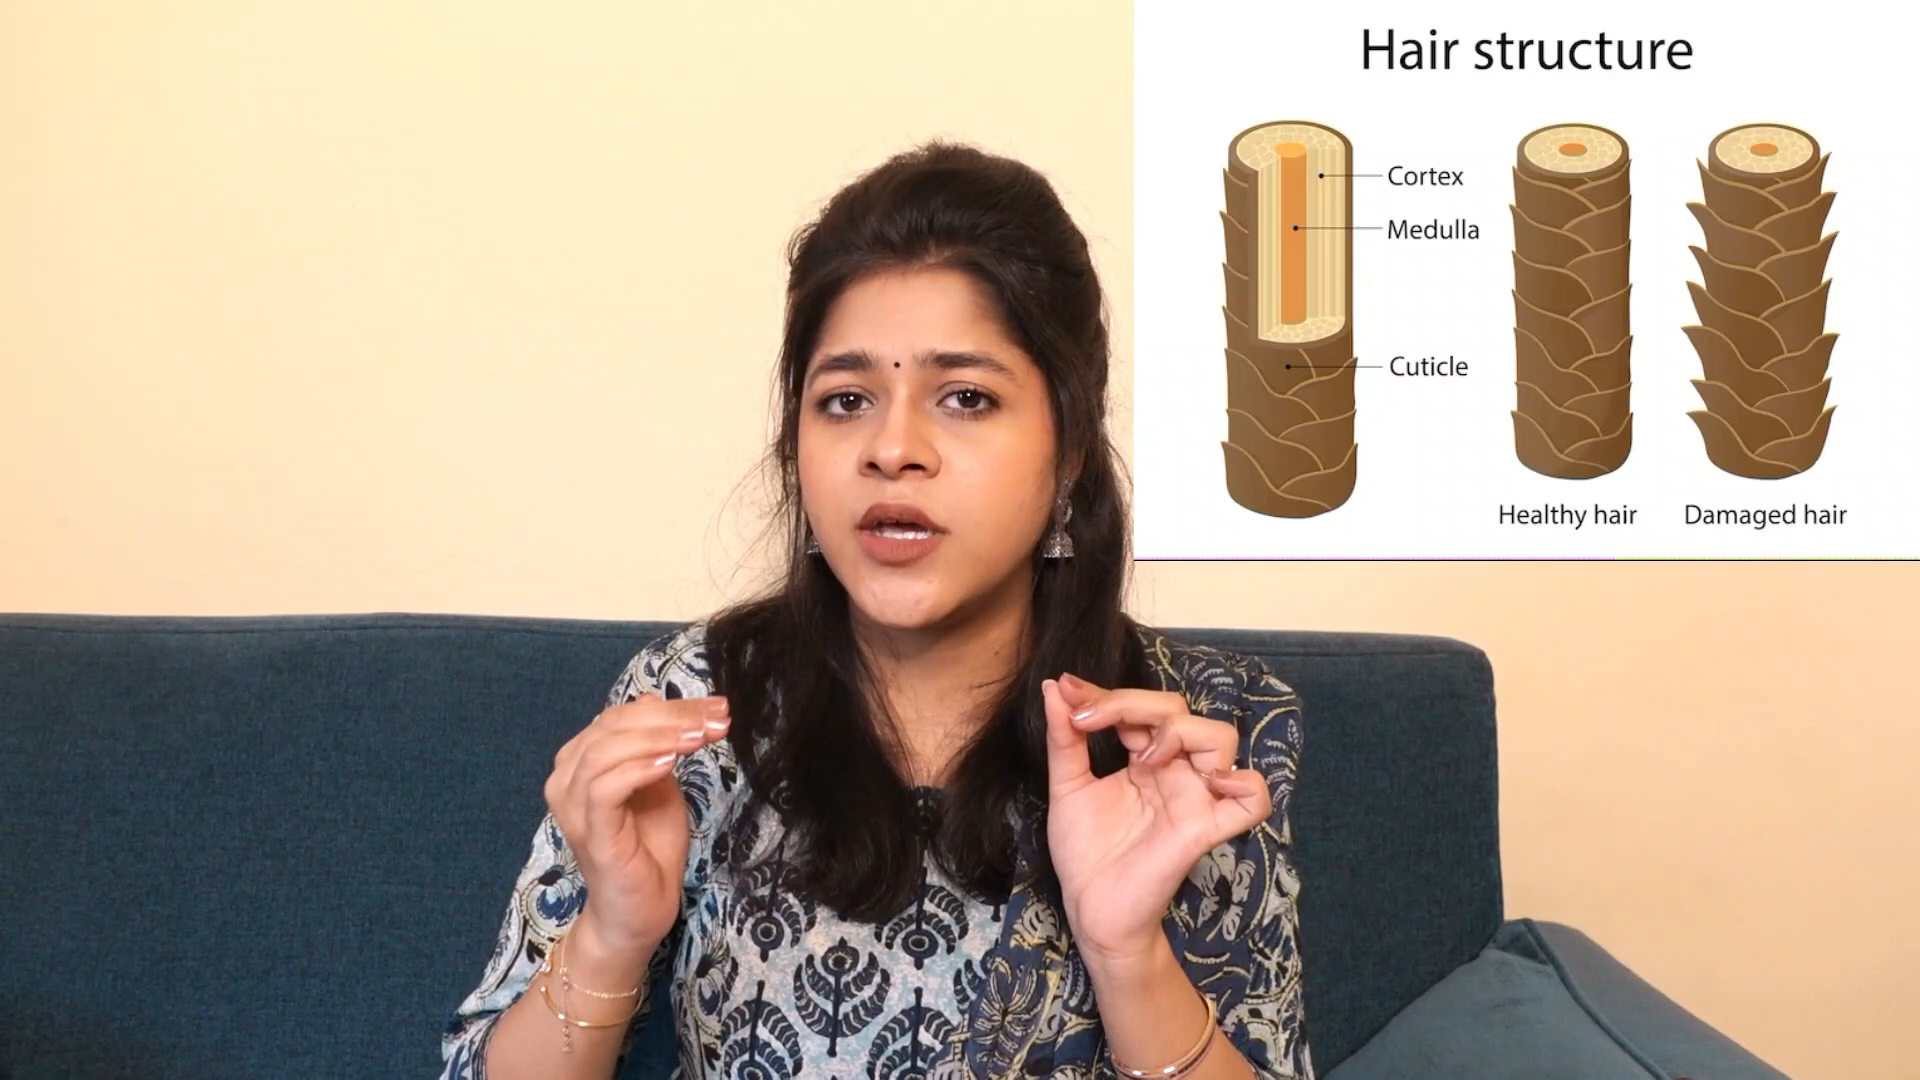 Hair structure
Cortex
Medulla
Cuticle
Healthy hair
Damaged hair